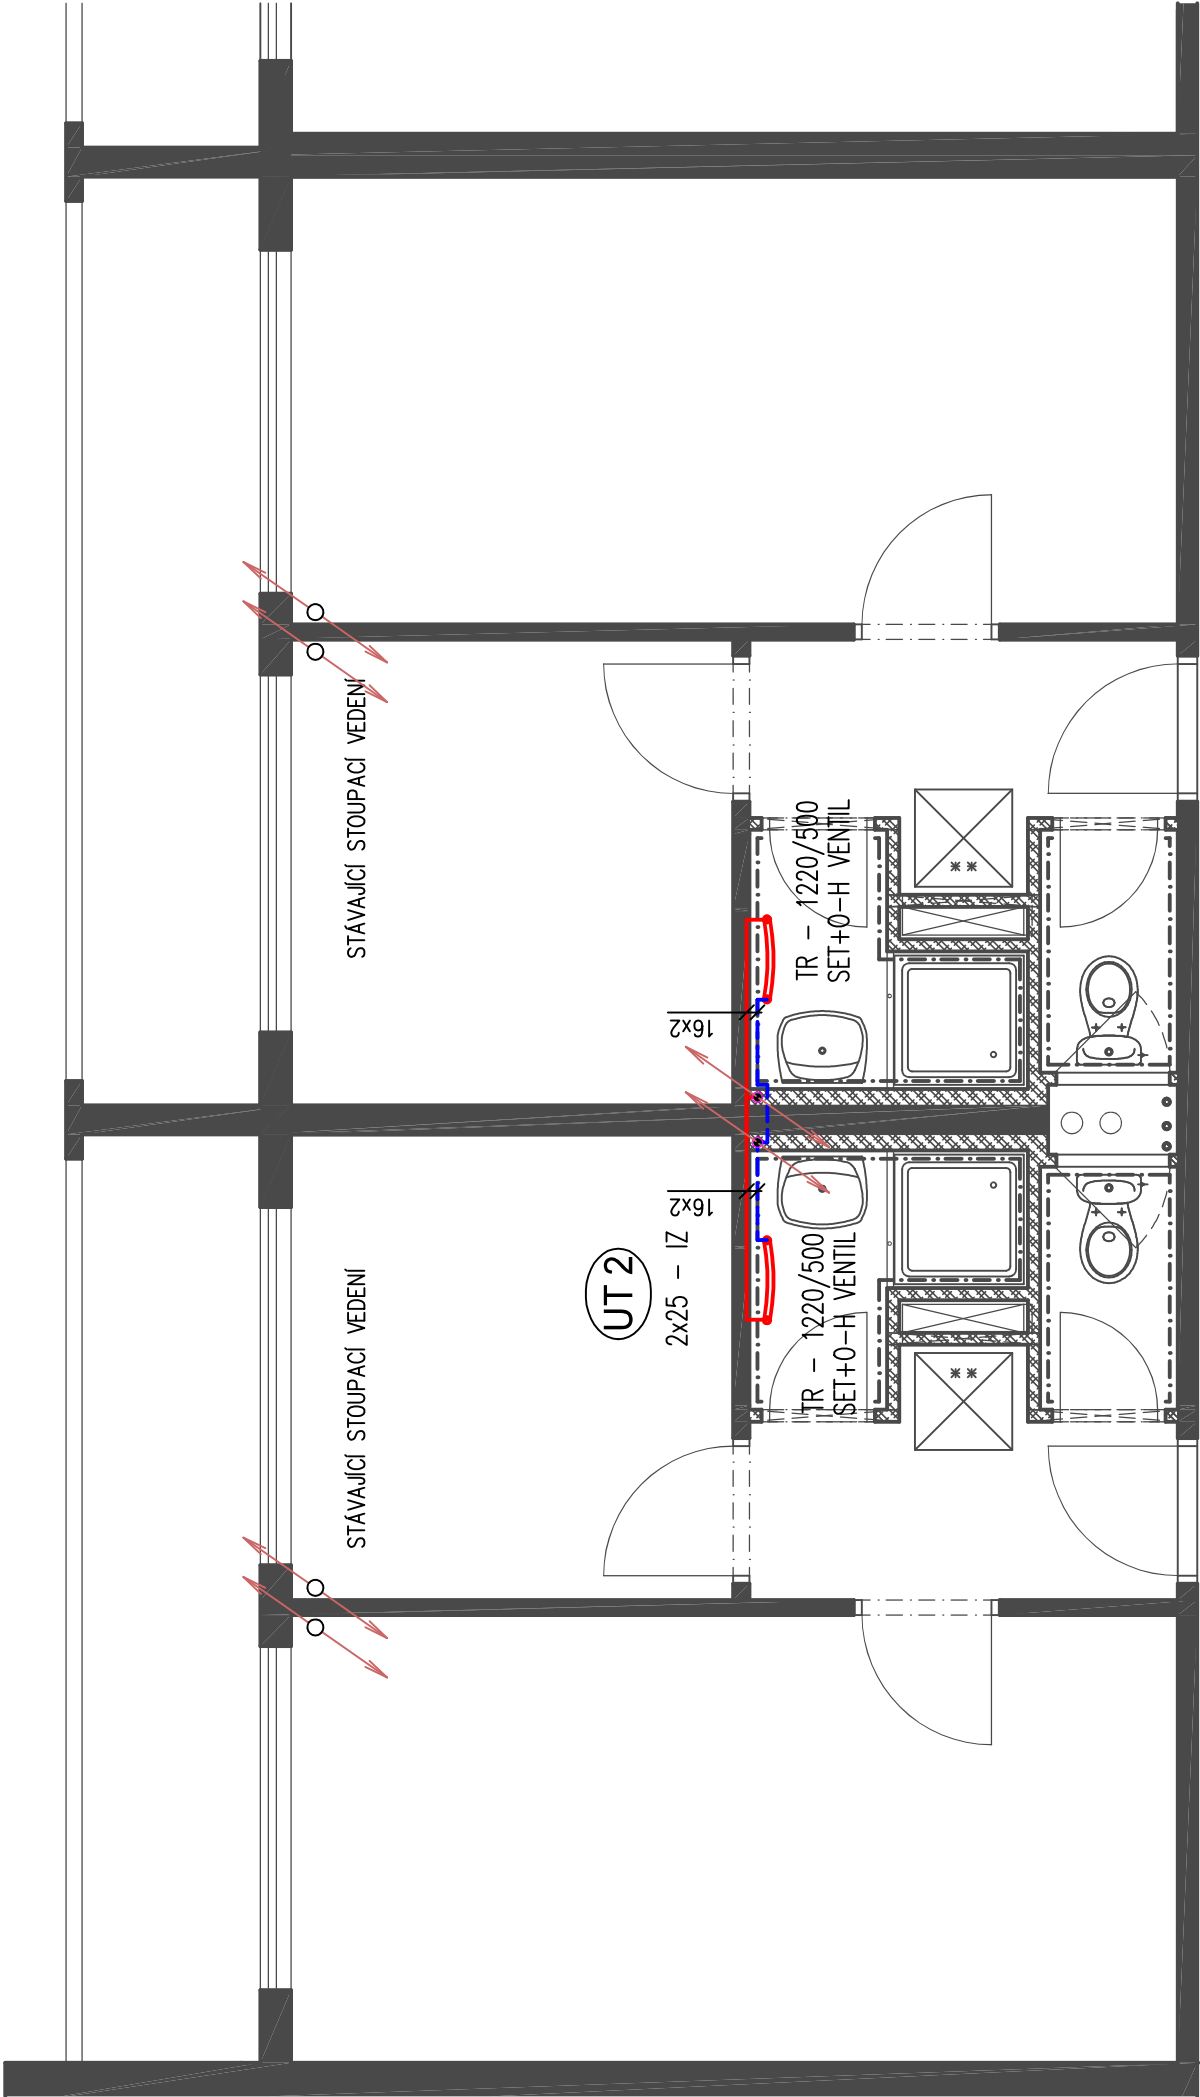 STÁVAJÍCÍ STOUPACÍ VEDENÍ
STÁVAJÍCÍ STOUPACÍ VEDENÍ
UT 2
2x25 - IZ
16x2
16x2
TR - 1220/500
SET+O-H VENTIL
TR - 1220/500
SET+O-H VENTIL